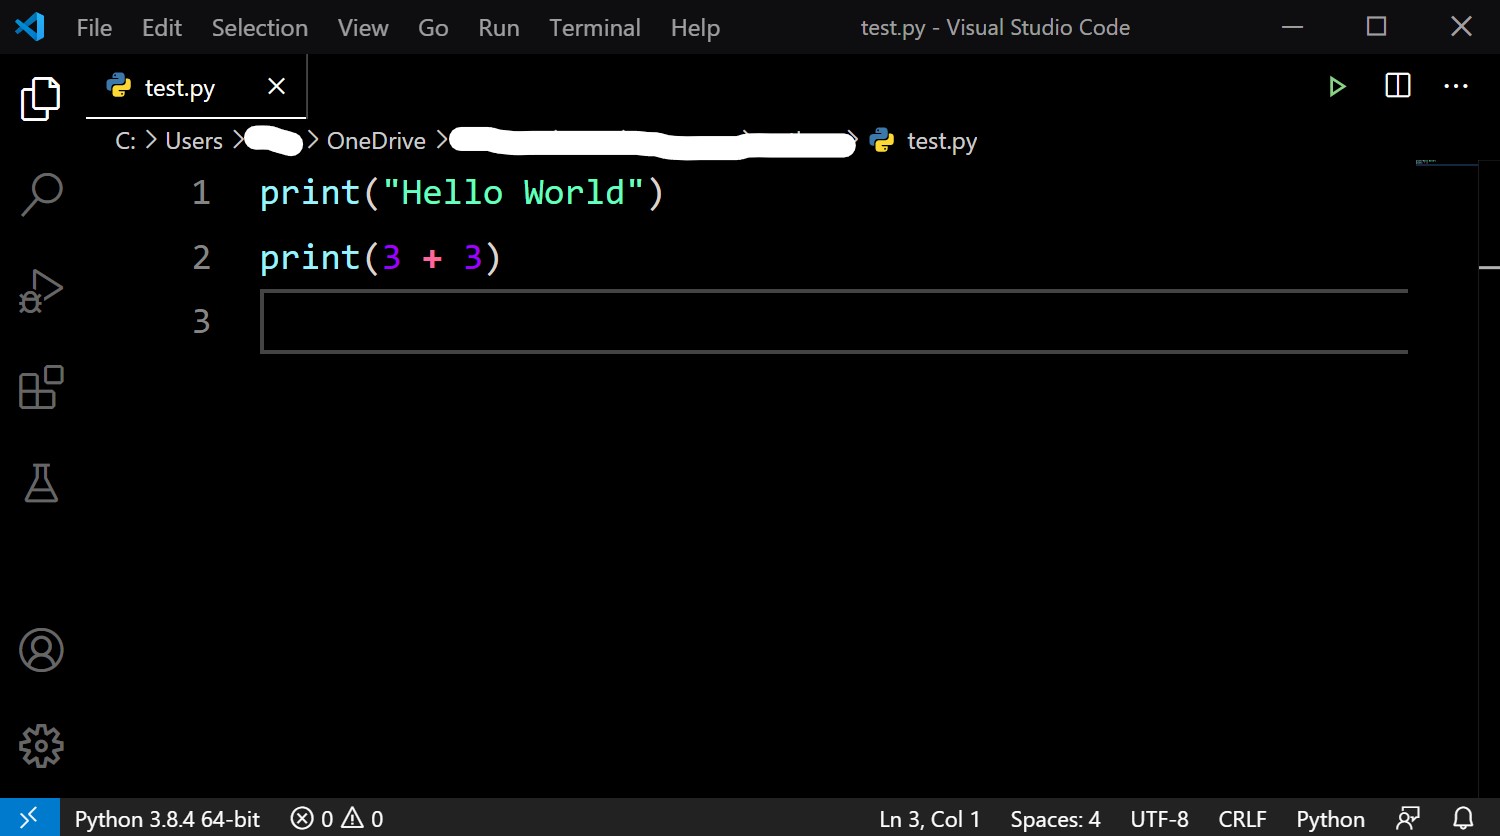 File Edit Selection View Go Run Terminal Help test.py - Visual Studio Code
test.py
C: > Users > > OneDrive > test.py
1 print("Hello World")
2 print(3 + 3)
3
Python 3.8.4 64-bit 0 0 Ln 3, Col 1 Spaces: 4 UTF-8 CRLF Python